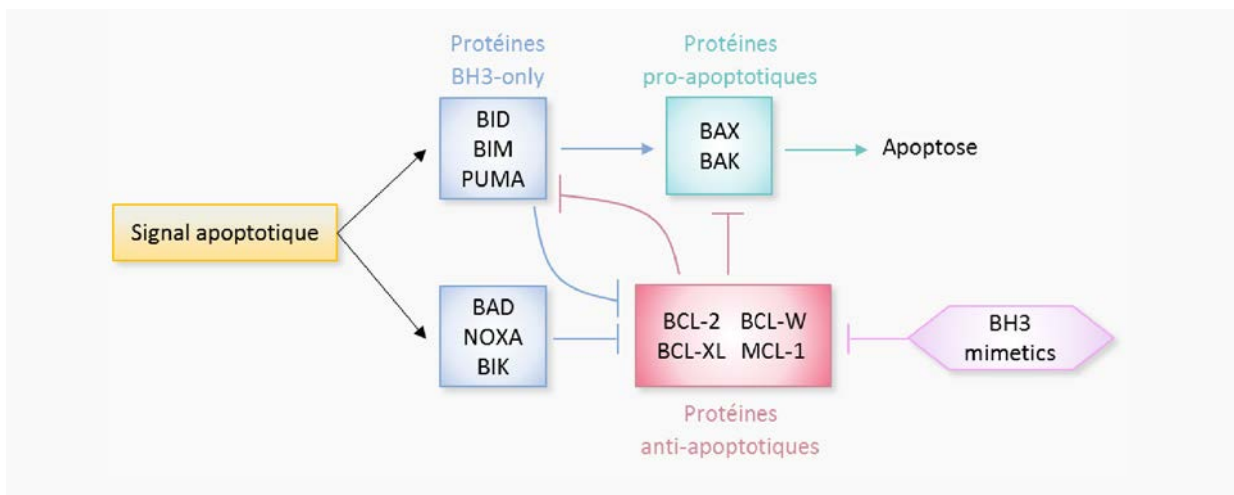 Protéines
BH3-only
Protéines
pro-apoptotiques
BID
BIM
PUMA
BAX
BAK
Apoptose
Signal apoptotique
BAD
NOXA
BIK
BCL-2 BCL-W
BCL-XL MCL-1
BH3
mimetics
Protéines
anti-apoptotiques